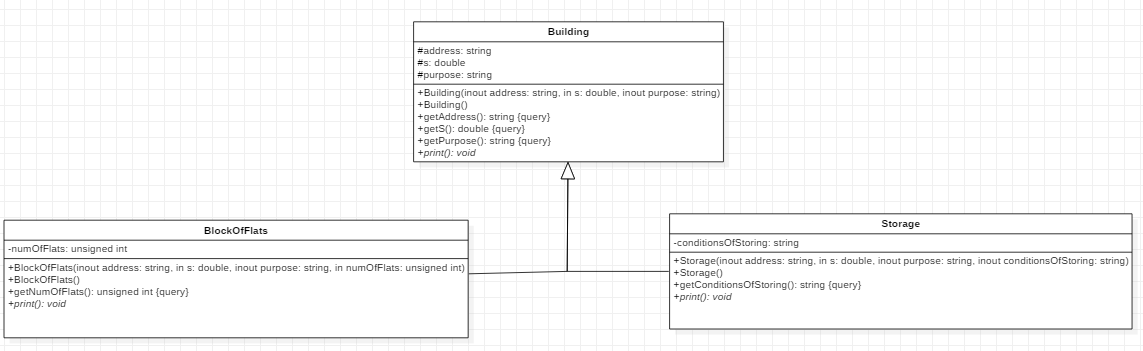 Building
#address: string
#s: double
#purpose: string
+Building(inout address: string, in s: double, inout purpose: string)
+Building()
+getAddress(): string {query}
+getS(): double {query}
+getPurpose(): string {query}
+print(): void
BlockOfFlats
-numOfFlats: unsigned int
+BlockOfFlats(inout address: string, in s: double, inout purpose: string, in numOfFlats: unsigned int)
+BlockOfFlats()
+getNumOfFlats(): unsigned int {query}
+print(): void
Storage
-conditionsOfStoring: string
+Storage(inout address: string, in s: double, inout purpose: string, inout conditionsOfStoring: string)
+Storage()
+getConditionsOfStoring(): string {query}
+print(): void